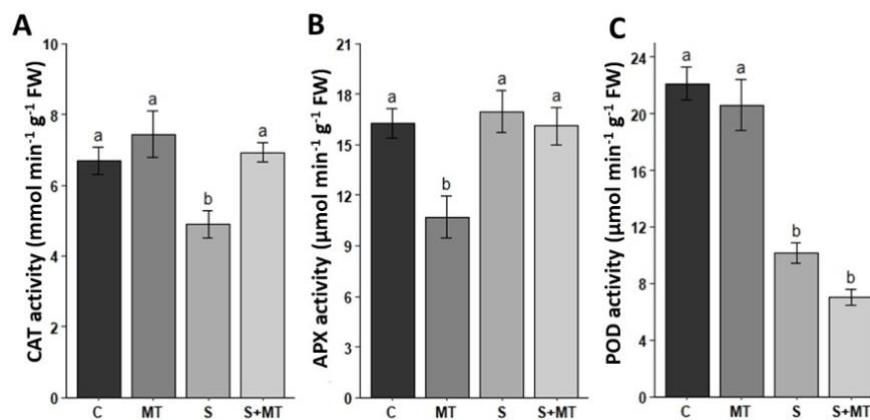 A
CAT activity (mmol min⁻¹ g⁻¹ FW)
10
8
6
4
2
0
a
a
b
a
C MT S S+MT
B
APX activity (µmol min⁻¹ g⁻¹ FW)
21
18
15
12
9
6
3
0
a
b
a
a
C MT S S+MT
C
POD activity (µmol min⁻¹ g⁻¹ FW)
24
20
16
12
8
4
0
a
a
b
b
C MT S S+MT